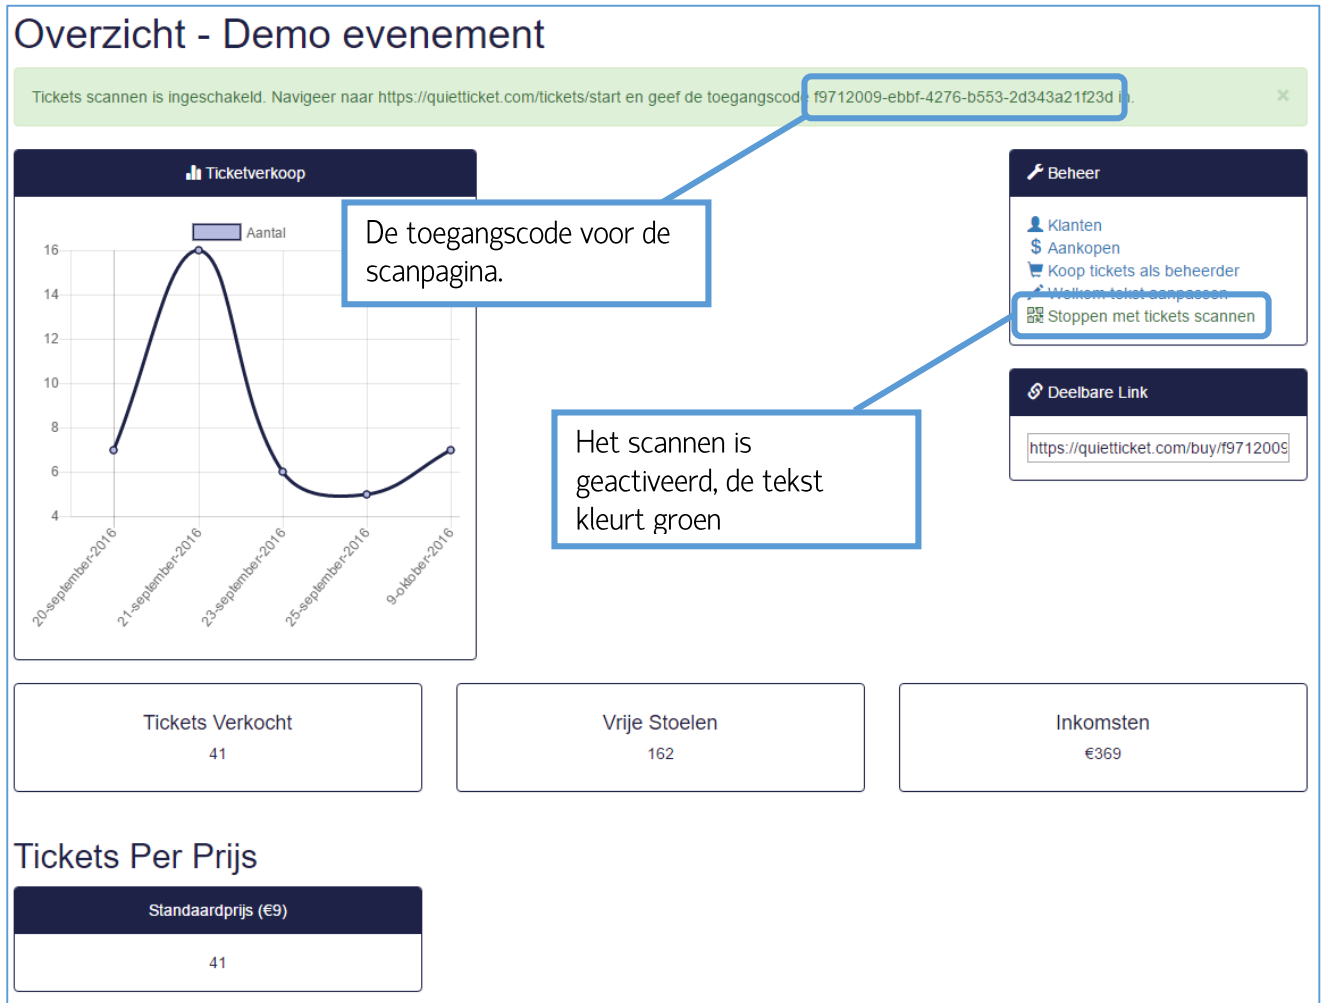 Overzicht - Demo evenement
Tickets scannen is ingeschakeld. Navigeer naar https://quietticket.com/tickets/start en geef de toegangscode f9712009-ebbf-4276-b553-2d343a21f23d in.
×
Ticketverkoop
Aantal
16
14
12
10
8
6
4
20-september-2016
21-september-2016
23-september-2016
25-september-2016
9-oktober-2016
De toegangscode voor de
scanpagina.
Beheer
Klanten
$ Aankopen
Koop tickets als beheerder
Welkom tekst aanpassen
Stoppen met tickets scannen
Deelbare Link
https://quietticket.com/buy/f9712009
Het scannen is
geactiveerd, de tekst
kleurt groen
Tickets Verkocht
41
Vrije Stoelen
162
Inkomsten
€369
Tickets Per Prijs
Standaardprijs (€9)
41